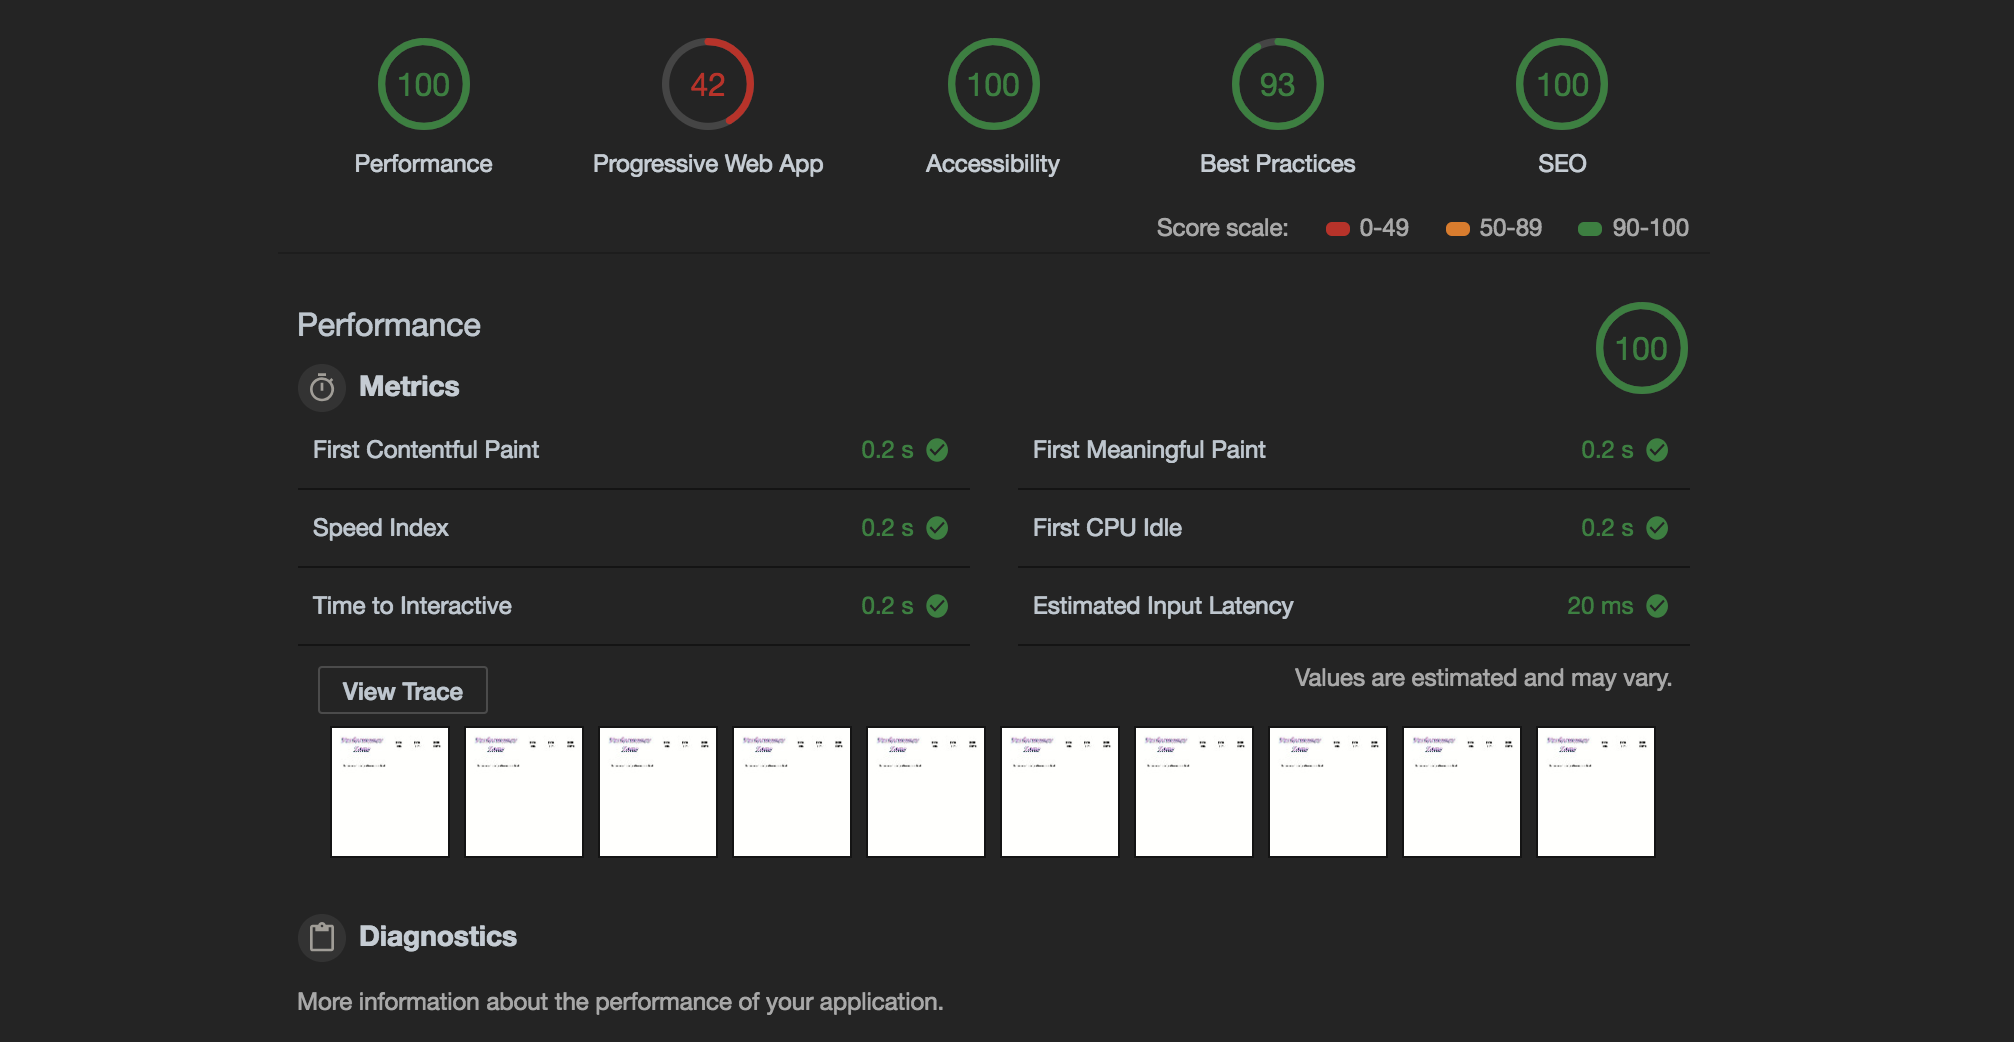 100
42
100
93
100
Performance
Progressive Web App
Accessibility
Best Practices
SEO
Score scale: 0-49 50-89 90-100
Performance
100
Metrics
First Contentful Paint 0.2 s
First Meaningful Paint 0.2 s
Speed Index 0.2 s
First CPU Idle 0.2 s
Time to Interactive 0.2 s
Estimated Input Latency 20 ms
View Trace
Values are estimated and may vary.
Diagnostics
More information about the performance of your application.